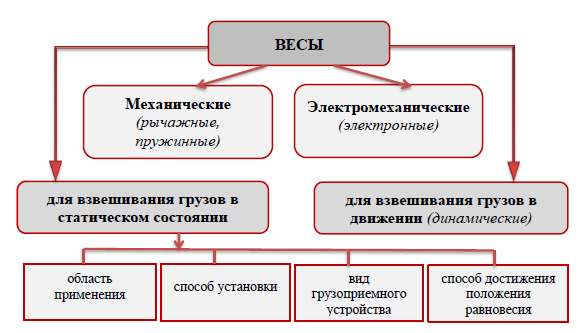 ВЕСЫ
Механические
(рычажные,
пружинные)
Электромеханические
(электронные)
для взвешивания грузов в
статическом состоянии
для взвешивания грузов в
движении (динамические)
область
применения
способ установки
вид
грузоприемного
устройства
способ достижения
положения
равновесия